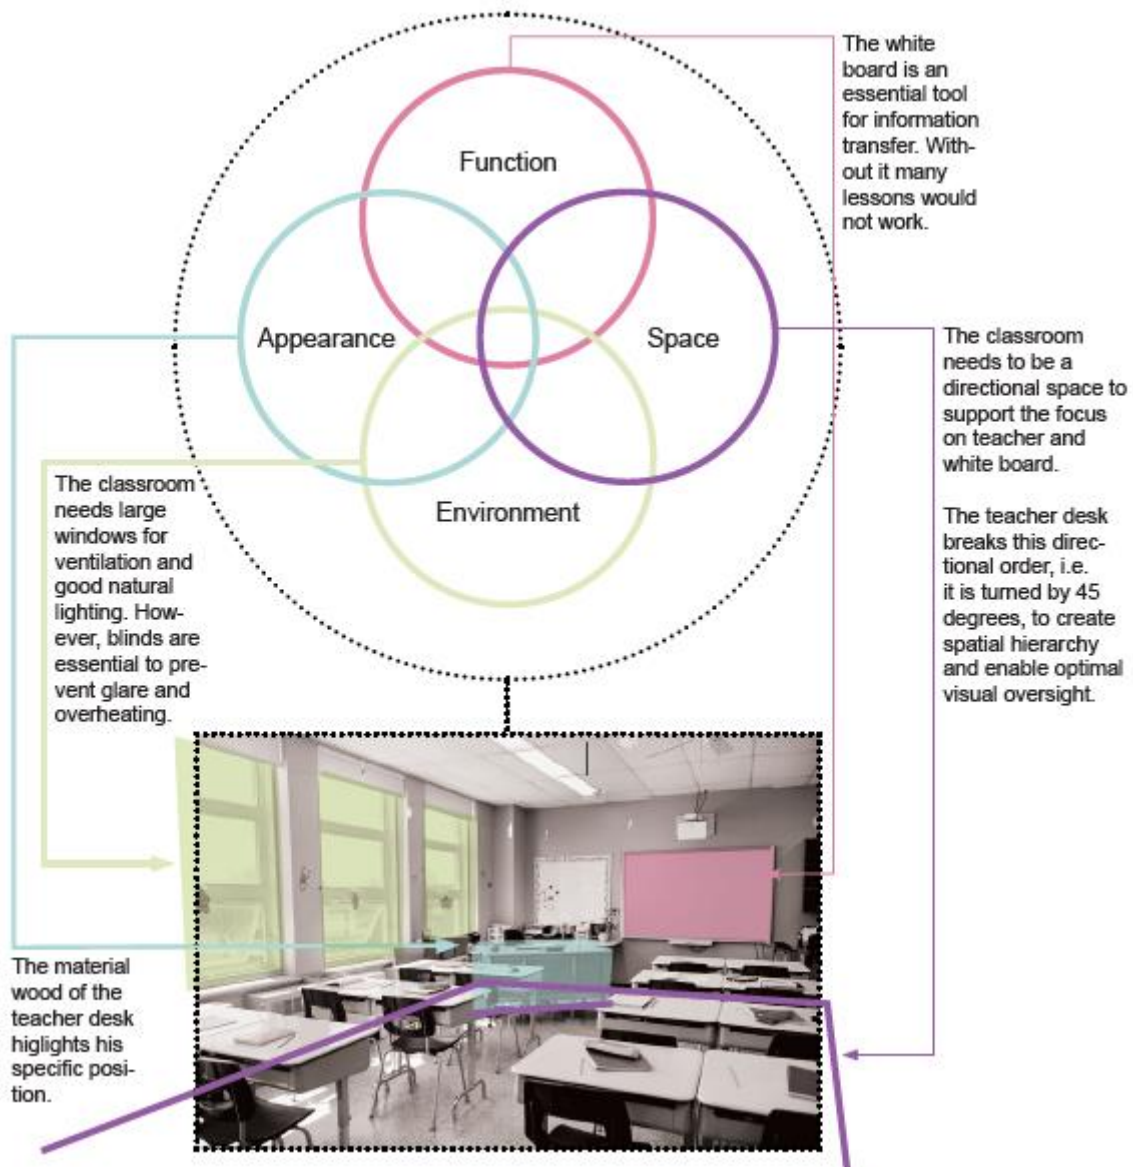 The white
board is an
essential tool
for information
transfer. With-
out it many
lessons would
not work.
Function
Appearance
Space
Environment
The classroom
needs to be a
directional space to
support the focus
on teacher and
white board.
The teacher desk
breaks this direc-
tional order, i.e.
it is turned by 45
degrees, to create
spatial hierarchy
and enable optimal
visual oversight.
The classroom
needs large
windows for
ventilation and
good natural
lighting. How-
ever, blinds are
essential to pre-
vent glare and
overheating.
The material
wood of the
teacher desk
higlights his
specific posi-
tion.